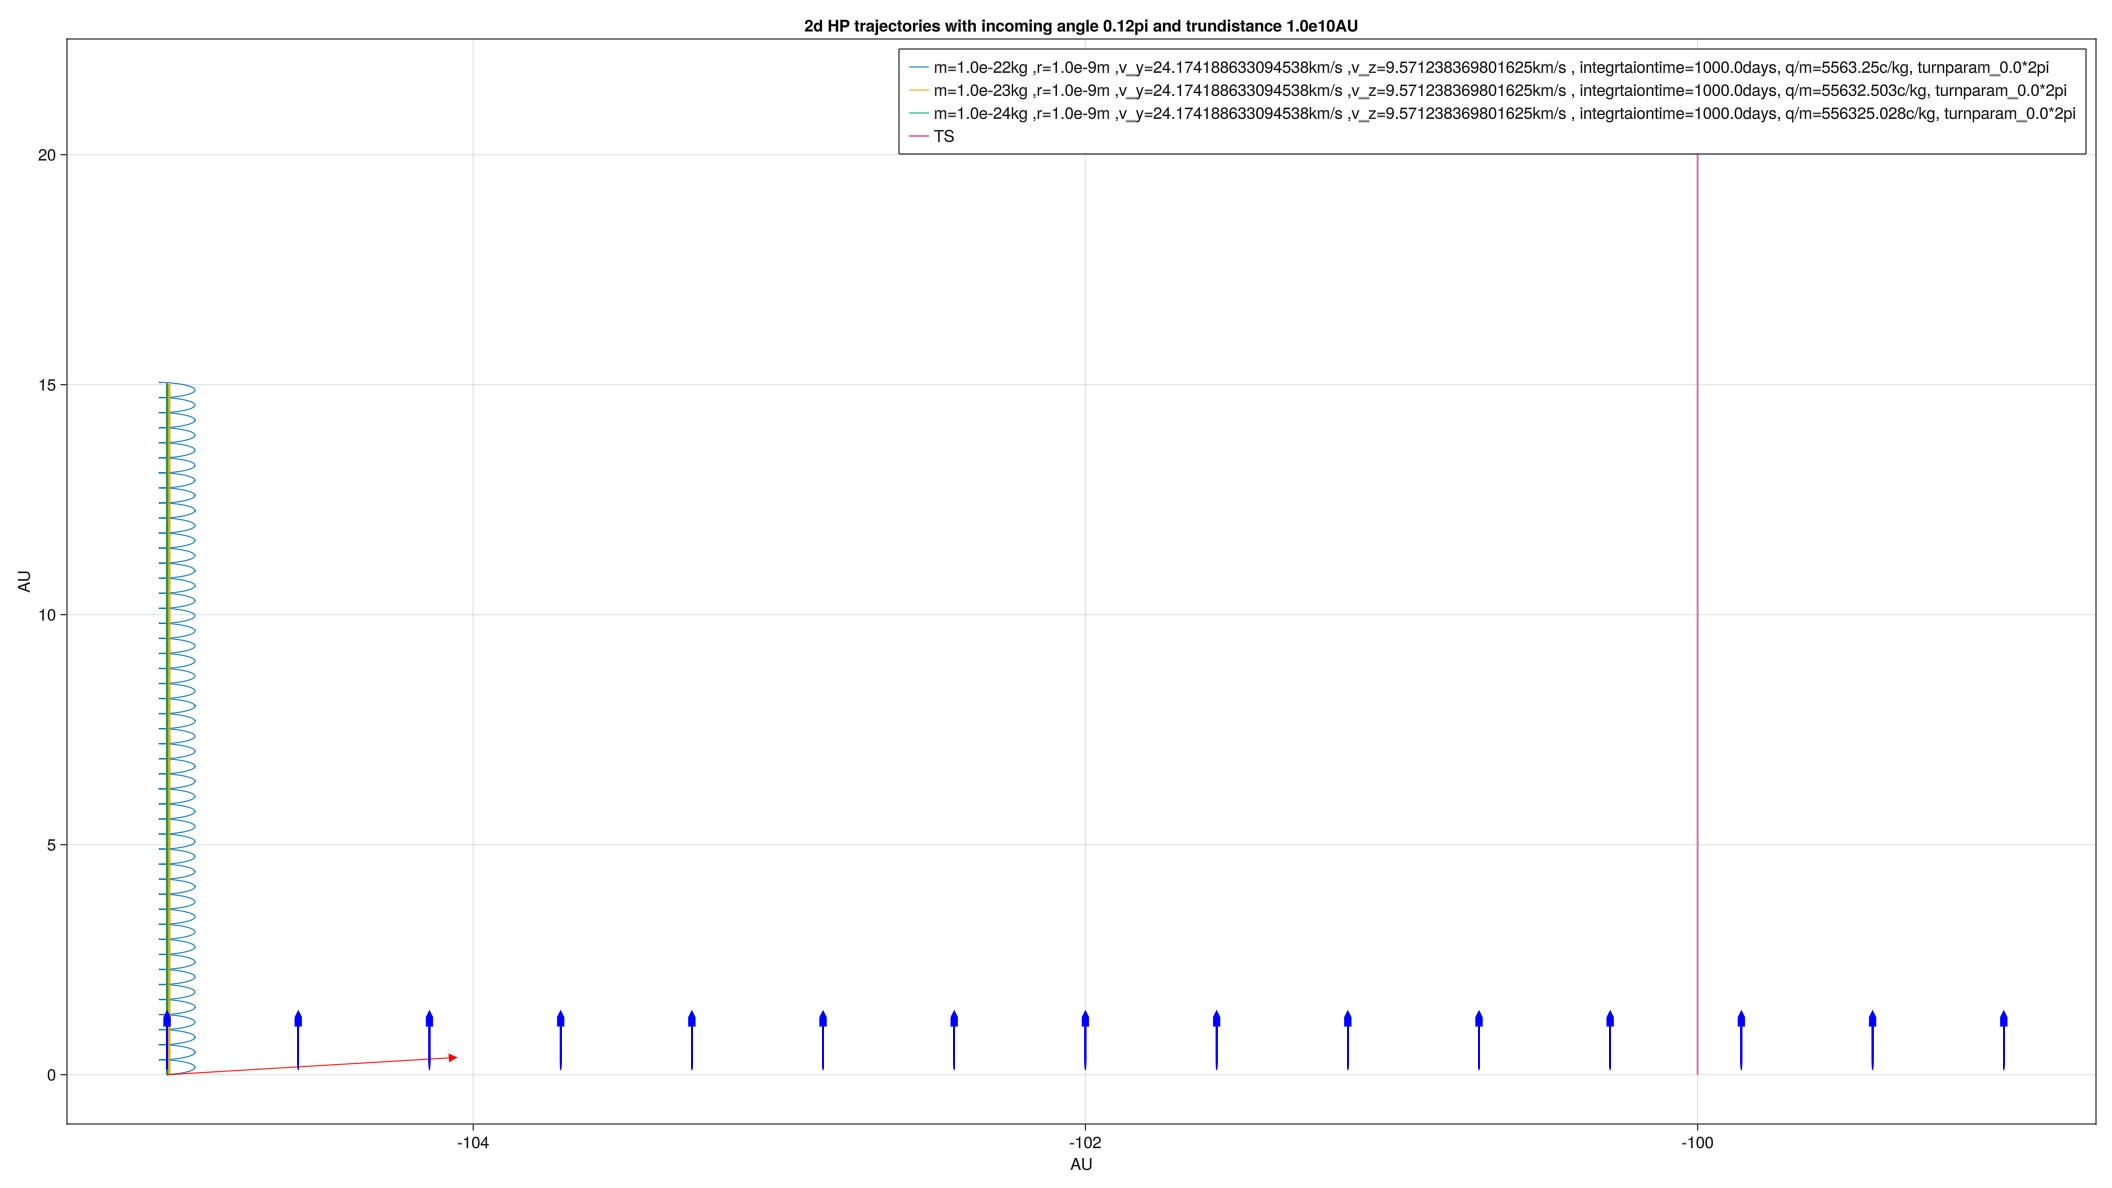 2d HP trajectories with incoming angle 0.12pi and trundistance 1.0e10AU
m=1.0e-22kg ,r=1.0e-9m ,v_y=24.174188633094538km/s ,v_z=9.571238369801625km/s , integrtaiontime=1000.0days, q/m=5563.25c/kg, turnparam_0.0*2pi
m=1.0e-23kg ,r=1.0e-9m ,v_y=24.174188633094538km/s ,v_z=9.571238369801625km/s , integrtaiontime=1000.0days, q/m=55632.503c/kg, turnparam_0.0*2pi
m=1.0e-24kg ,r=1.0e-9m ,v_y=24.174188633094538km/s ,v_z=9.571238369801625km/s , integrtaiontime=1000.0days, q/m=556325.028c/kg, turnparam_0.0*2pi
TS
20
15
10
5
0
AU
-104
-102
-100
AU